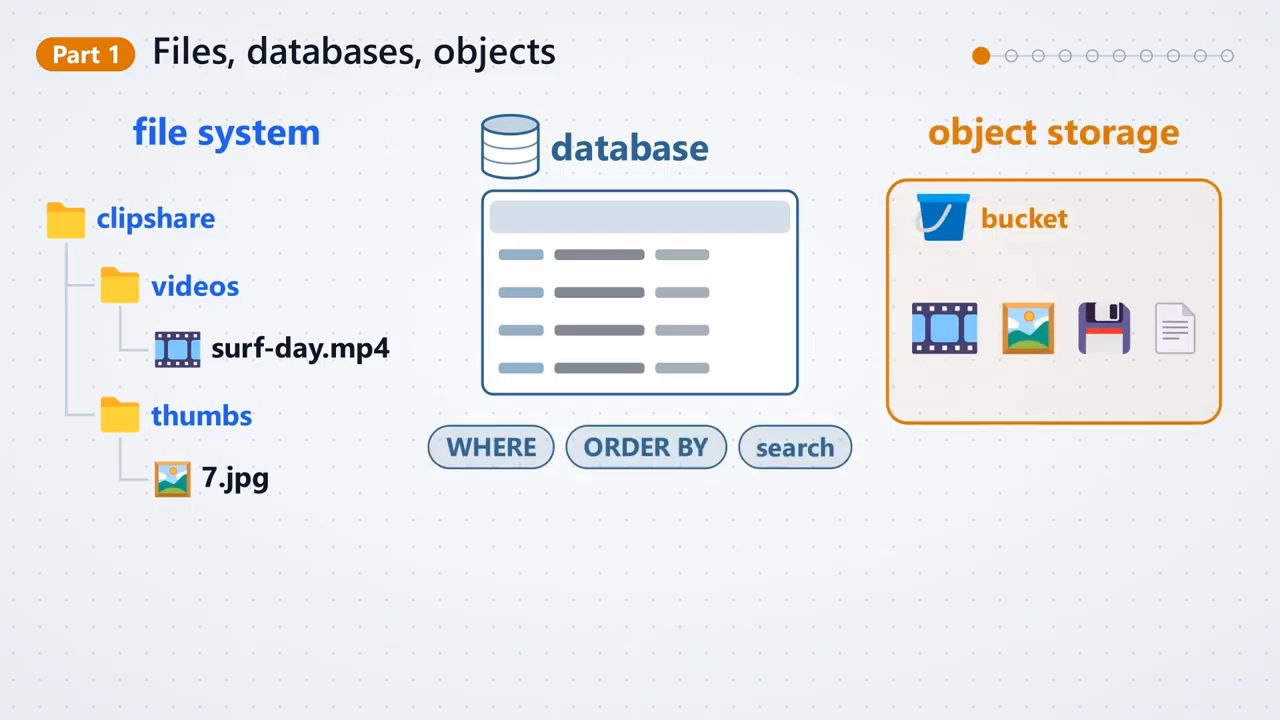 Part 1
Files, databases, objects
file system
clipshare
videos
surf-day.mp4
thumbs
7.jpg
database
WHERE
ORDER BY
search
object storage
bucket